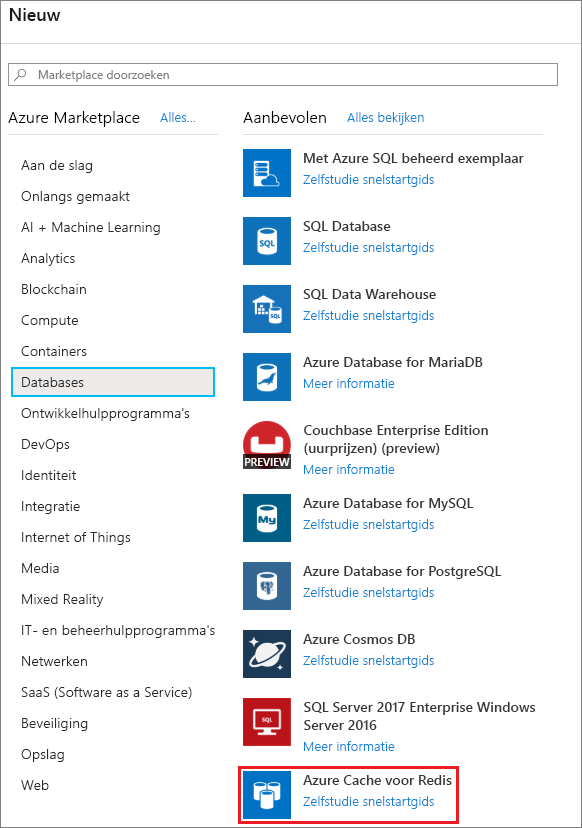 Nieuw
Marketplace doorzoeken
Azure Marketplace
Alles...
Aan de slag
Onlangs gemaakt
AI + Machine Learning
Analytics
Blockchain
Compute
Containers
Databases
Ontwikkelhulpprogramma's
DevOps
Identiteit
Integratie
Internet of Things
Media
Mixed Reality
IT- en beheerhulpprogramma's
Netwerken
SaaS (Software as a Service)
Beveiliging
Opslag
Web
Aanbevolen
Alles bekijken
Met Azure SQL beheerd exemplaar
Zelfstudie snelstartgids
SQL
SQL Database
Zelfstudie snelstartgids
SQL
SQL Data Warehouse
Zelfstudie snelstartgids
Azure Database for MariaDB
Meer informatie
PREVIEW
Couchbase Enterprise Edition
(uurprijzen) (preview)
Meer informatie
My
Azure Database for MySQL
Zelfstudie snelstartgids
Azure Database for PostgreSQL
Zelfstudie snelstartgids
Azure Cosmos DB
Zelfstudie snelstartgids
SQL
SQL Server 2017 Enterprise Windows
Server 2016
Meer informatie
Azure Cache voor Redis
Zelfstudie snelstartgids